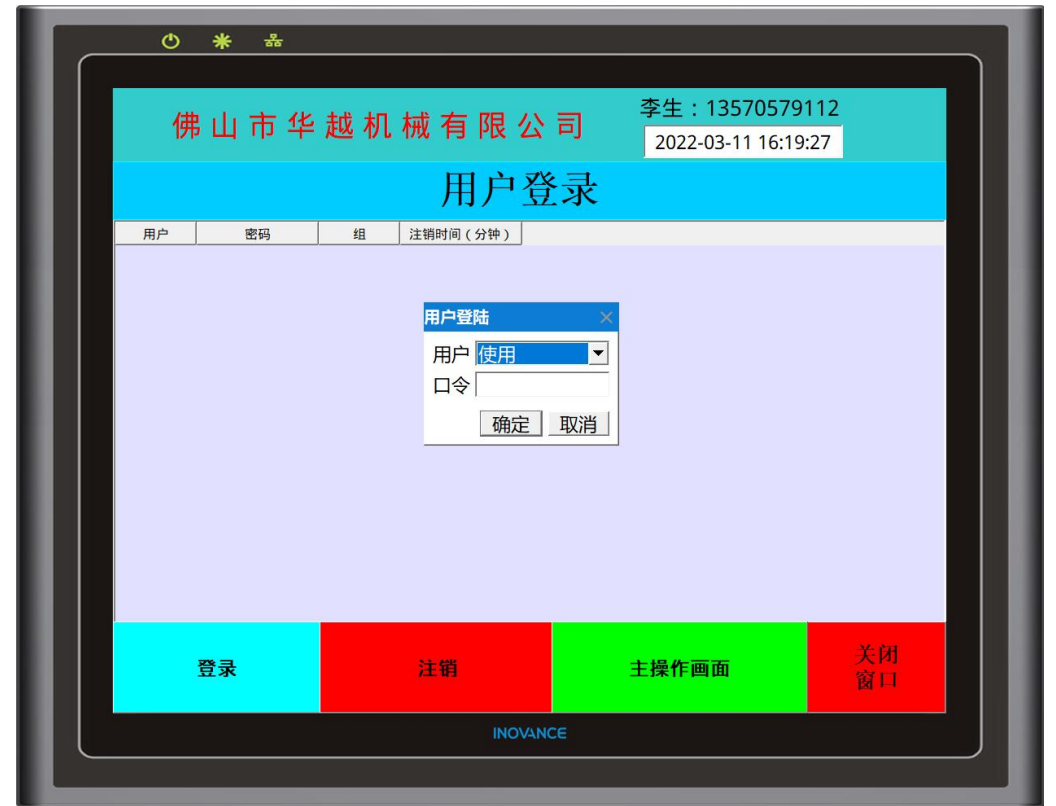 佛山市华越机械有限公司
李生：13570579112
2022-03-11 16:19:27
用户登录
用户 密码 组 注销时间（分钟）
用户登陆
用户 使用
口令
确定 取消
登录 注销 主操作画面 关闭
窗口
INOVANCE